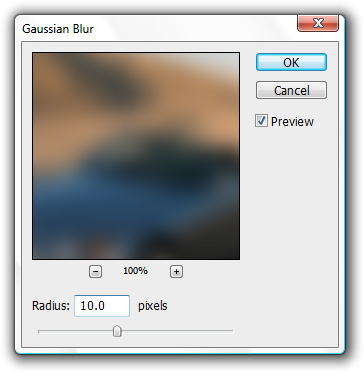 Gaussian Blur
OK
Cancel
Preview
100%
Radius: 10.0 pixels